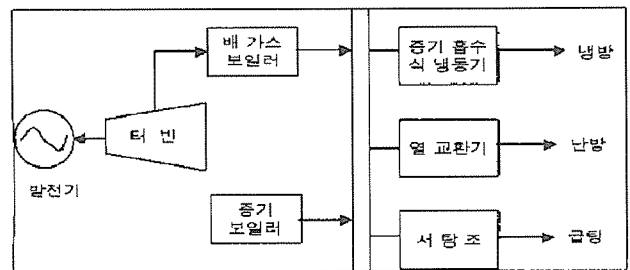 배 가스
보일러
증기 흡수
식 냉동기
냉방
터 빈
발전기
열 교환기
난방
증기
보일러
서 탕 조
급탕